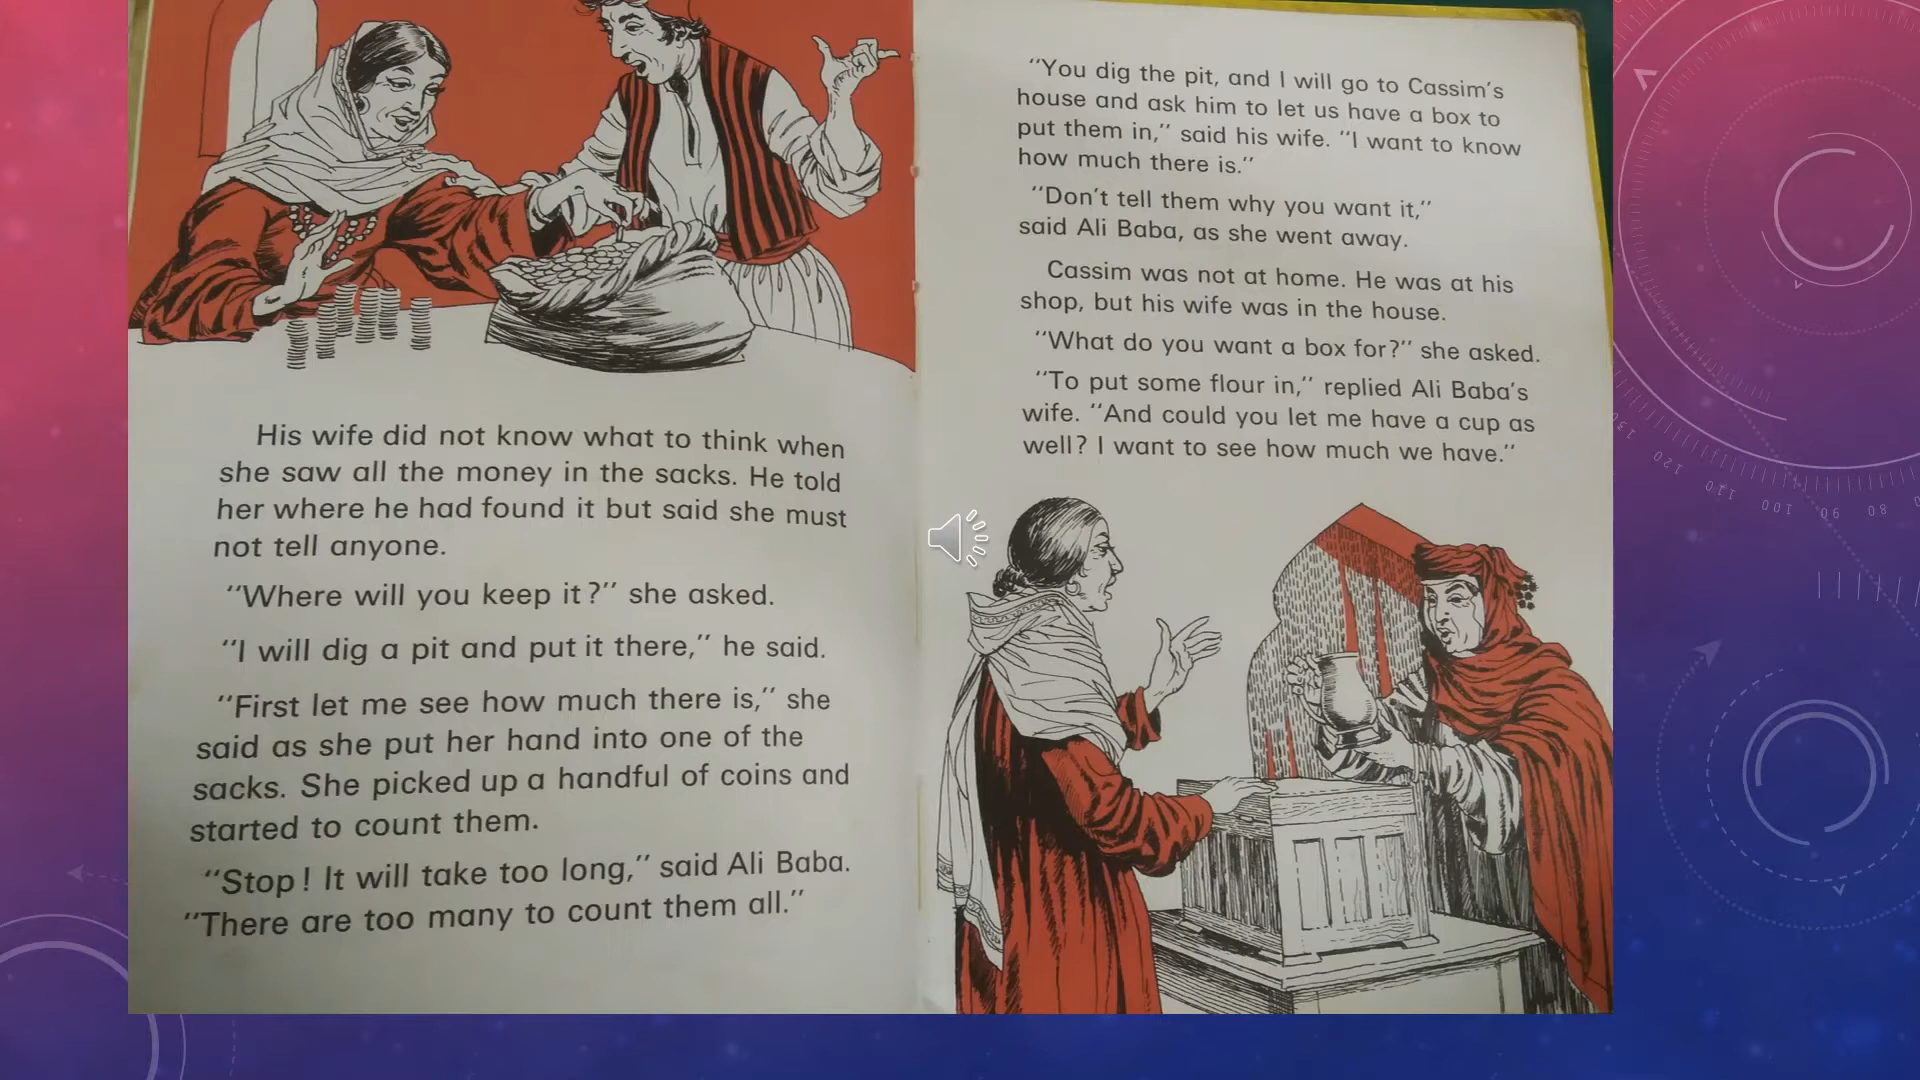 His wife did not know what to think when
she saw all the money in the sacks. He told
her where he had found it but said she must
not tell anyone.
"Where will you keep it?" she asked.
"I will dig a pit and put it there," he said.
"First let me see how much there is," she
said as she put her hand into one of the
sacks. She picked up a handful of coins and
started to count them.
"Stop! It will take too long," said Ali Baba.
"There are too many to count them all."
"You dig the pit, and I will go to Cassim's
house and ask him to let us have a box to
put them in," said his wife. "I want to know
how much there is."
"Don't tell them why you want it,"
said Ali Baba, as she went away.
Cassim was not at home. He was at his
shop, but his wife was in the house.
"What do you want a box for?" she asked.
"To put some flour in," replied Ali Baba's
wife. "And could you let me have a cup as
well? I want to see how much we have."
130
120
110
100
90
80